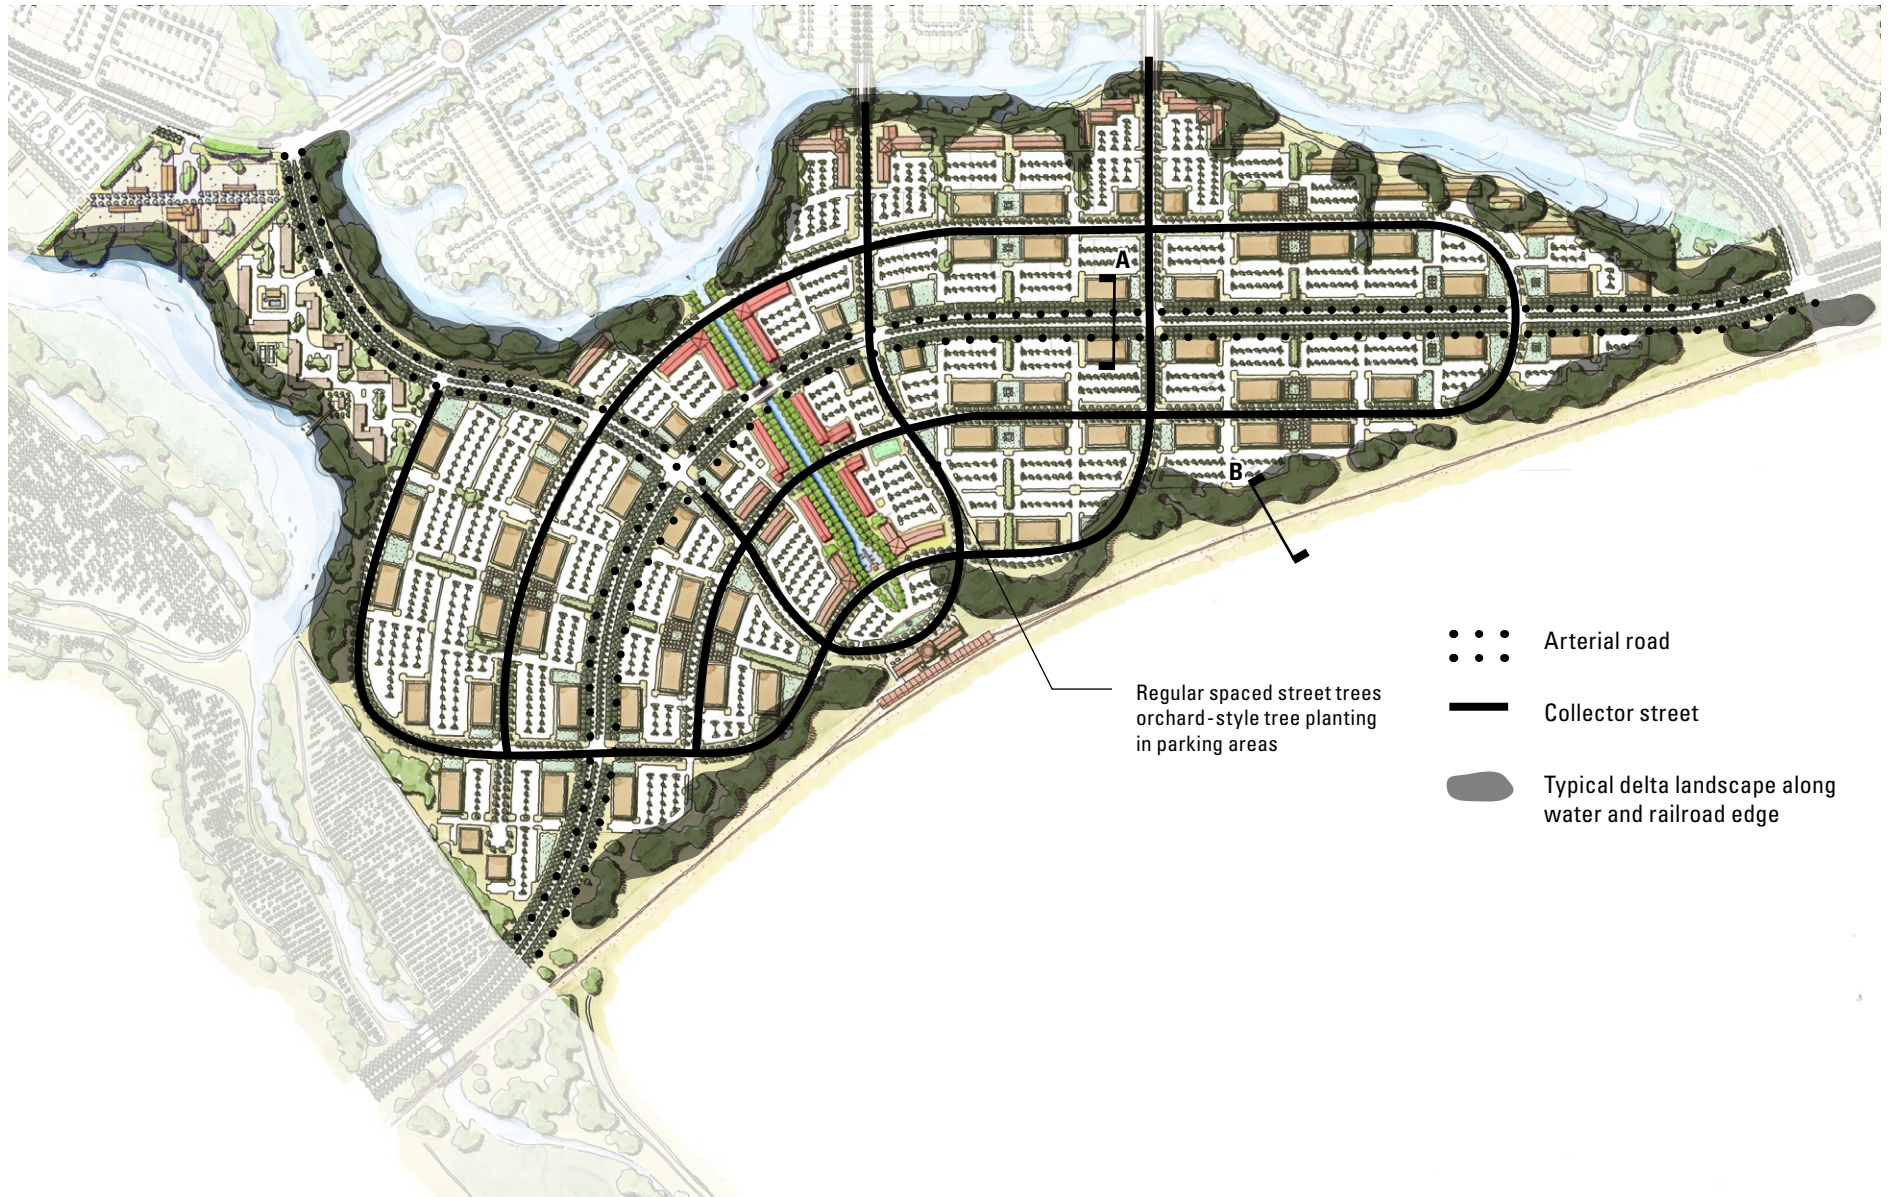 A
B
Arterial road
Regular spaced street trees
orchard-style tree planting
in parking areas
Collector street
Typical delta landscape along
water and railroad edge